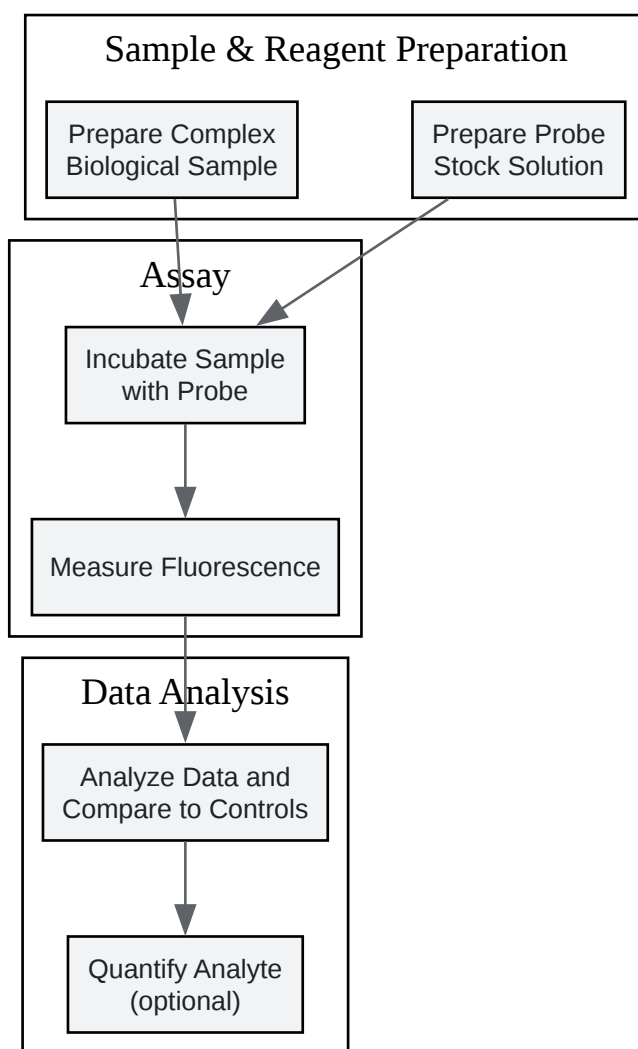 Sample & Reagent Preparation
Prepare Complex
Biological Sample
Prepare Probe
Stock Solution
Assay
Incubate Sample
with Probe
Measure Fluorescence
Data Analysis
Analyze Data and
Compare to Controls
Quantify Analyte
(optional)